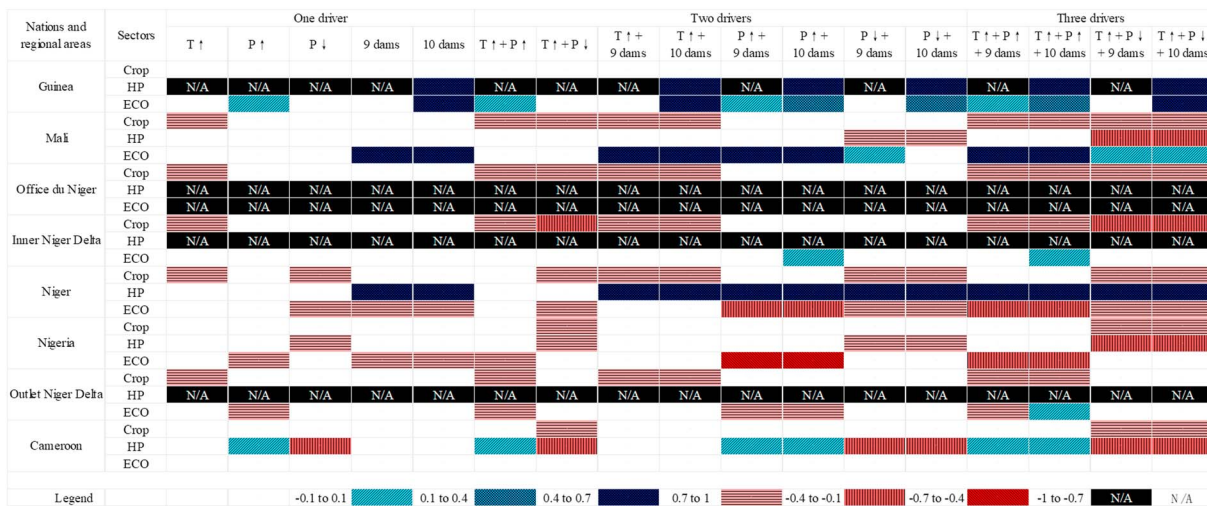 One driver Two drivers Three drivers
Nations and regional areas Sectors T ↑ P ↑ P ↓ 9 dams 10 dams T ↑ + P ↑ T ↑ + P ↓ T ↑ + 9 dams T ↑ + 10 dams P ↑ + 9 dams P ↑ + 10 dams P ↓ + 9 dams P ↓ + 10 dams T ↑ + P ↑ + 9 dams T ↑ + P ↑ + 10 dams T ↑ + P ↓ + 9 dams T ↑ + P ↓ + 10 dams
Crop
Guinea HP N/A N/A N/A N/A N/A N/A N/A N/A N/A N/A N/A
ECO
Crop
Mali HP
ECO
Crop
Office du Niger HP N/A N/A N/A N/A N/A N/A N/A N/A N/A N/A N/A N/A N/A N/A N/A N/A N/A
ECO N/A N/A N/A N/A N/A N/A N/A N/A N/A N/A N/A N/A N/A N/A N/A N/A N/A
Crop
Inner Niger Delta HP N/A N/A N/A N/A N/A N/A N/A N/A N/A N/A N/A N/A N/A N/A N/A N/A N/A
ECO
Crop
Niger HP
ECO
Crop
Nigeria HP
ECO
Crop
Outlet Niger Delta HP N/A N/A N/A N/A N/A N/A N/A N/A N/A N/A N/A N/A N/A N/A N/A N/A N/A
ECO
Crop
Cameroon HP
ECO
Legend -0.1 to 0.1 0.1 to 0.4 0.4 to 0.7 0.7 to 1 -0.4 to -0.1 -0.7 to -0.4 -1 to -0.7 N/A N/A